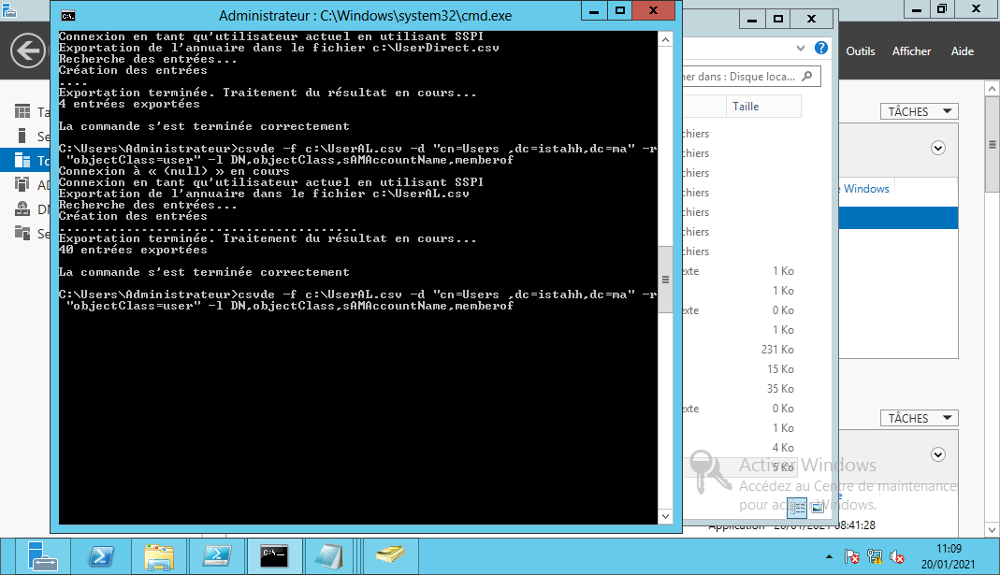 Administrateur : C:\Windows\system32\cmd.exe
Connexion en tant qu'utilisateur actuel en utilisant SSPI
Exportation de l'annuaire dans le fichier c:\UserDirect.csv
Recherche des entrées...
Création des entrées
....
Exportation terminée. Traitement du résultat en cours...
4 entrées exportées
La commande s'est terminée correctement
C:\Users\Administrateur>csvde -f c:\UserAL.csv -d "cn=Users ,dc=istahh,dc=ma" -r
"objectClass=user" -l DN,objectClass,sAMAccountName,memberof
Connexion à « (null) » en cours
Connexion en tant qu'utilisateur actuel en utilisant SSPI
Exportation de l'annuaire dans le fichier c:\UserAL.csv
Recherche des entrées...
Création des entrées
........................................
Exportation terminée. Traitement du résultat en cours...
40 entrées exportées
La commande s'est terminée correctement
C:\Users\Administrateur>csvde -f c:\UserAL.csv -d "cn=Users ,dc=istahh,dc=ma" -r
"objectClass=user" -l DN,objectClass,sAMAccountName,memberof
Ta
Se
To
AD
DN
Se
her dans : Disque loca...
Taille
chiers
chiers
chiers
chiers
chiers
chiers
chiers
exte 1 Ko
1 Ko
exte 0 Ko
1 Ko
231 Ko
15 Ko
35 Ko
exte 0 Ko
1 Ko
4 Ko
5 Ko
Outils Afficher Aide
TÂCHES
e Windows
TÂCHES
Activer Windows
Accédez au Centre de maintenance
pour activer Windows.
Application 20/01/2021 08:41:28
11:09
20/01/2021